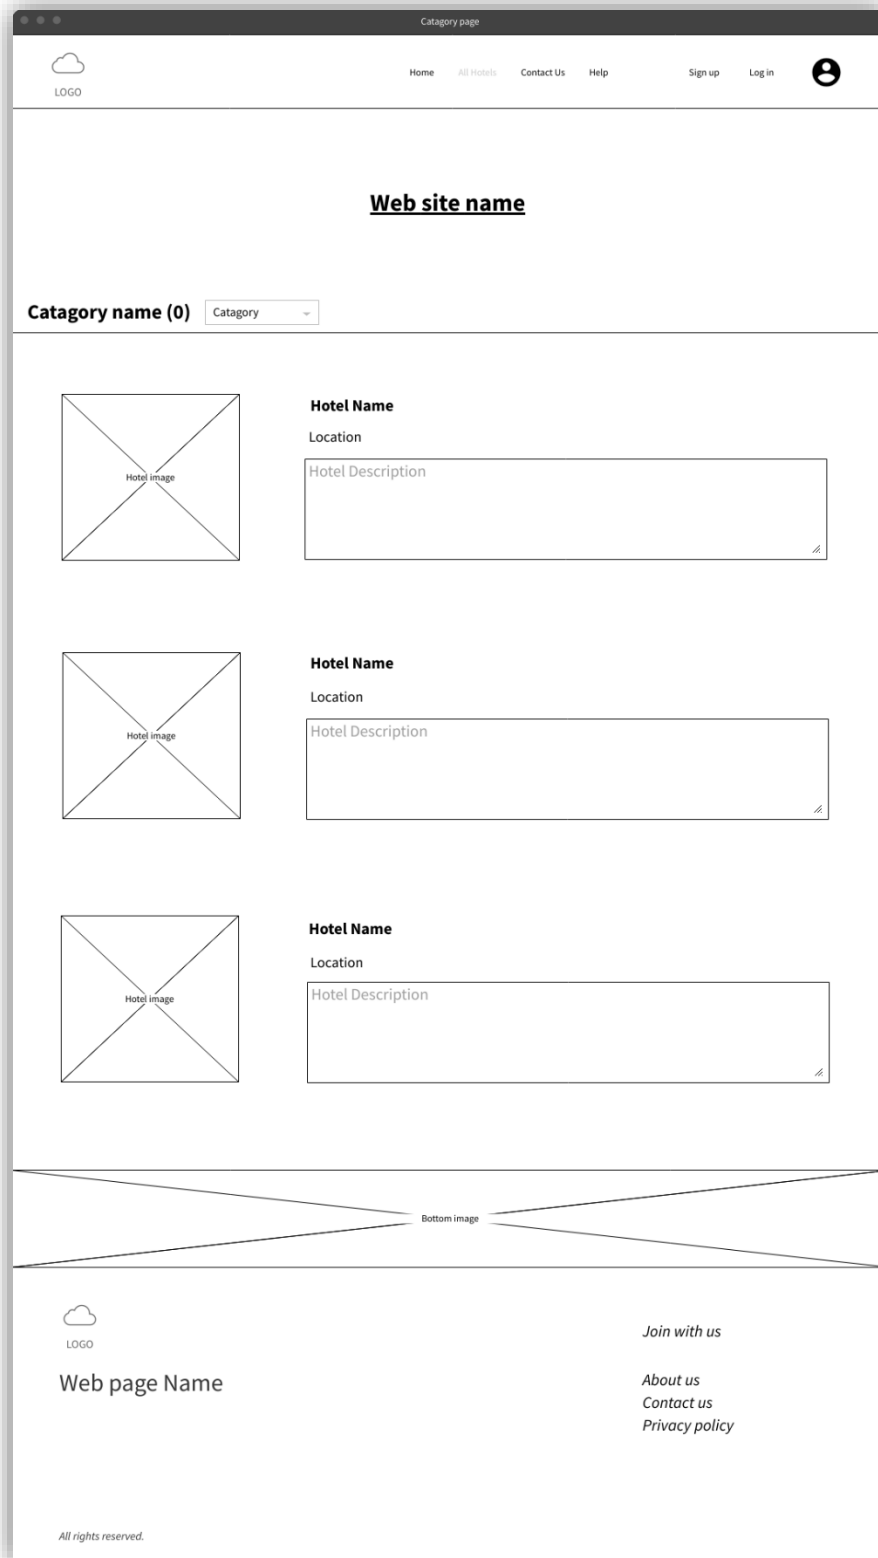 Catagory page
LOGO
Home All Hotels Contact Us Help Sign up Log in
Web site name
Catagory name (0) Catagory
Hotel image
Hotel Name
Location
Hotel Description
Hotel image
Hotel Name
Location
Hotel Description
Hotel image
Hotel Name
Location
Hotel Description
Bottom image
LOGO
Web page Name
Join with us
About us
Contact us
Privacy policy
All rights reserved.